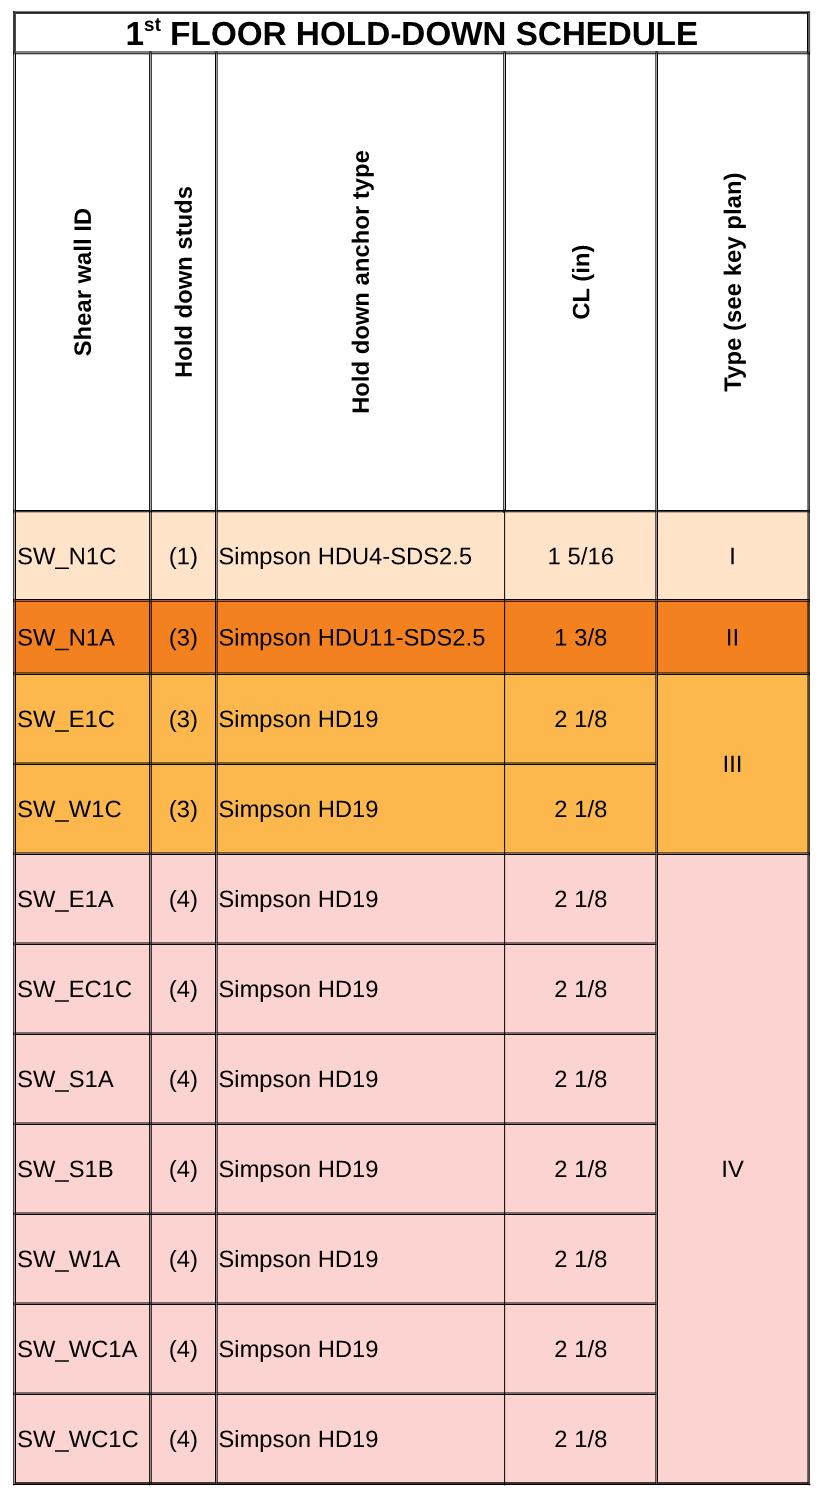 1st FLOOR HOLD-DOWN SCHEDULE
Shear wall ID
Hold down studs
Hold down anchor type
CL (in)
Type (see key plan)
SW_N1C (1) Simpson HDU4-SDS2.5 1 5/16 I
SW_N1A (3) Simpson HDU11-SDS2.5 1 3/8 II
SW_E1C (3) Simpson HD19 2 1/8
III
SW_W1C (3) Simpson HD19 2 1/8
SW_E1A (4) Simpson HD19 2 1/8
SW_EC1C (4) Simpson HD19 2 1/8
SW_S1A (4) Simpson HD19 2 1/8
SW_S1B (4) Simpson HD19 2 1/8 IV
SW_W1A (4) Simpson HD19 2 1/8
SW_WC1A (4) Simpson HD19 2 1/8
SW_WC1C (4) Simpson HD19 2 1/8